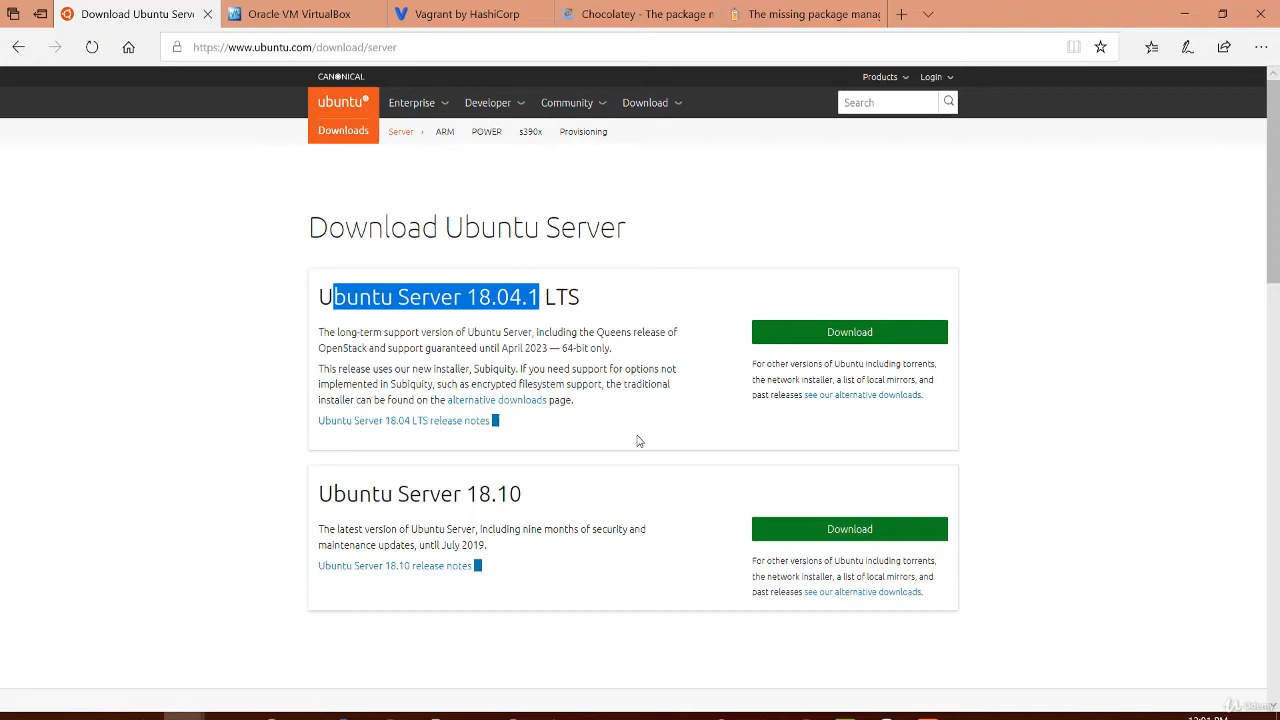 Download Ubuntu Serv
Oracle VM VirtualBox
Vagrant by HashiCorp
Chocolatey - The package n
The missing package manag
https://www.ubuntu.com/download/server
CANONICAL
Products
Login
ubuntu®
Enterprise
Developer
Community
Download
Search
Downloads
Server ›
ARM
POWER
s390x
Provisioning
Download Ubuntu Server
Ubuntu Server 18.04.1 LTS
The long-term support version of Ubuntu Server, including the Queens release of
OpenStack and support guaranteed until April 2023 — 64-bit only.
This release uses our new installer, Subiquity. If you need support for options not
implemented in Subiquity, such as encrypted filesystem support, the traditional
installer can be found on the alternative downloads page.
Ubuntu Server 18.04 LTS release notes
Download
For other versions of Ubuntu including torrents,
the network installer, a list of local mirrors, and
past releases see our alternative downloads.
Ubuntu Server 18.10
The latest version of Ubuntu Server, including nine months of security and
maintenance updates, until July 2019.
Ubuntu Server 18.10 release notes
Download
For other versions of Ubuntu including torrents,
the network installer, a list of local mirrors, and
past releases see our alternative downloads.
Udemy